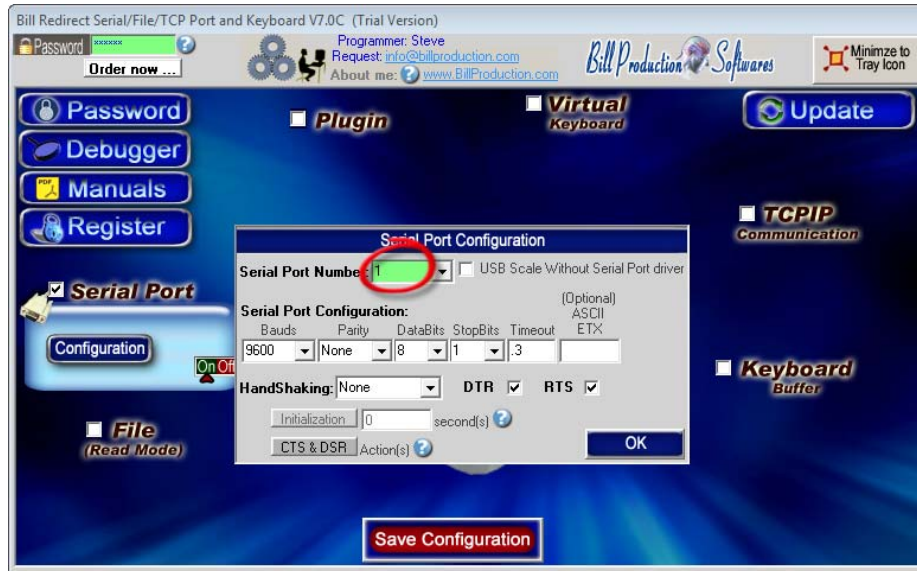 Bill Redirect Serial/File/TCP Port and Keyboard V7.0C (Trial Version)
Password ****** ?
Order now ...
Programmer: Steve
Request: info@billproduction.com
About me: ? www.BillProduction.com
Bill Production Softwares
Minimze to
Tray Icon
Password
Debugger
PDF Manuals
Register
Plugin
Virtual
Keyboard
Update
TCPIP
Communication
Serial Port
Configuration
On Off
File
(Read Mode)
Keyboard
Buffer
Serial Port Configuration
Serial Port Number: 1 USB Scale Without Serial Port driver
Serial Port Configuration:
(Optional)
ASCII
ETX
Bauds Parity DataBits StopBits Timeout
9600 None 8 1 .3
HandShaking: None DTR RTS
Initialization 0 second(s) ?
CTS & DSR Action(s) ?
OK
Save Configuration